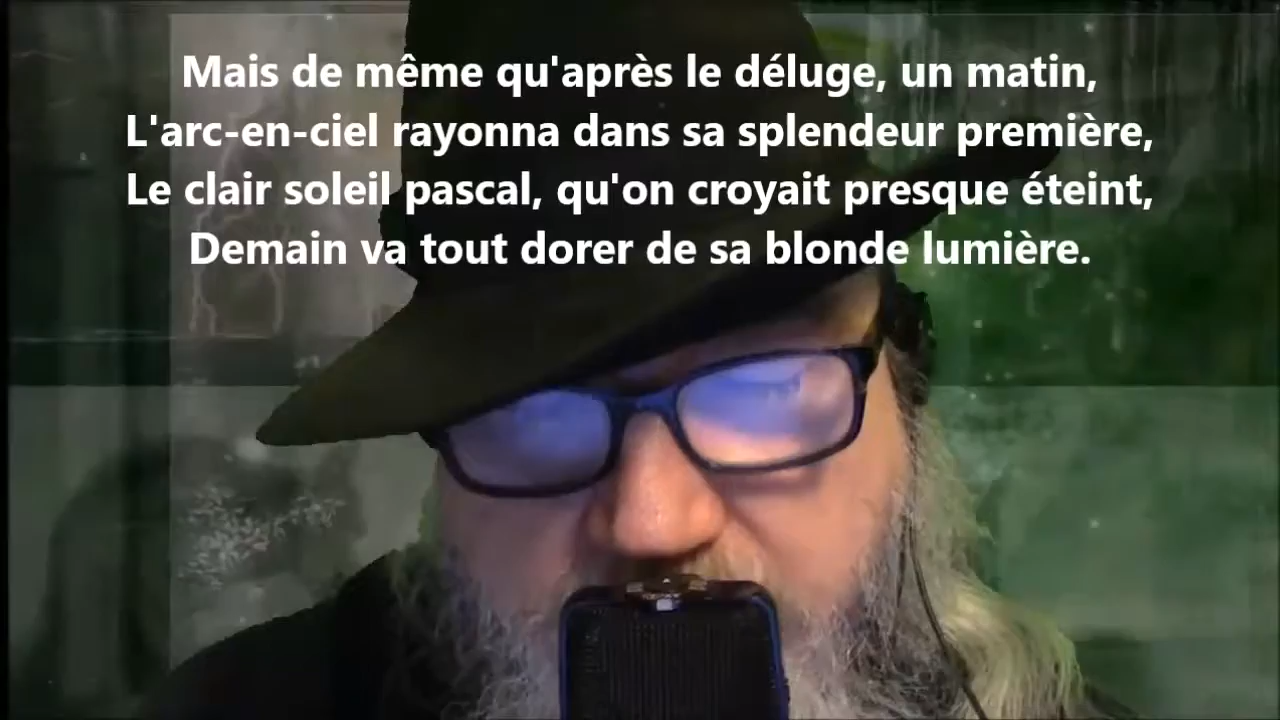 Mais de même qu'après le déluge, un matin,
L'arc-en-ciel rayonna dans sa splendeur première,
Le clair soleil pascal, qu'on croyait presque éteint,
Demain va tout dorer de sa blonde lumière.